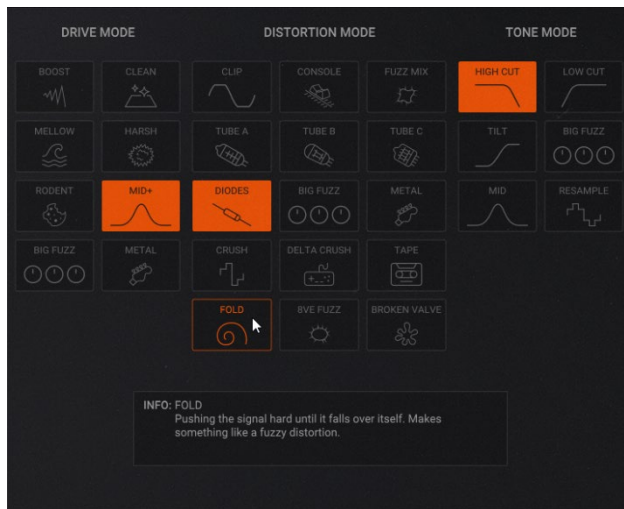 DRIVE MODE DISTORTION MODE TONE MODE
BOOST CLEAN CLIP CONSOLE FUZZ MIX HIGH CUT LOW CUT
MELLOW HARSH TUBE A TUBE B TUBE C TILT BIG FUZZ
RODENT MID+ DIODES BIG FUZZ METAL MID RESAMPLE
BIG FUZZ METAL CRUSH DELTA CRUSH TAPE
FOLD 8VE FUZZ BROKEN VALVE
INFO: FOLD
Pushing the signal hard until it falls over itself. Makes
something like a fuzzy distortion.